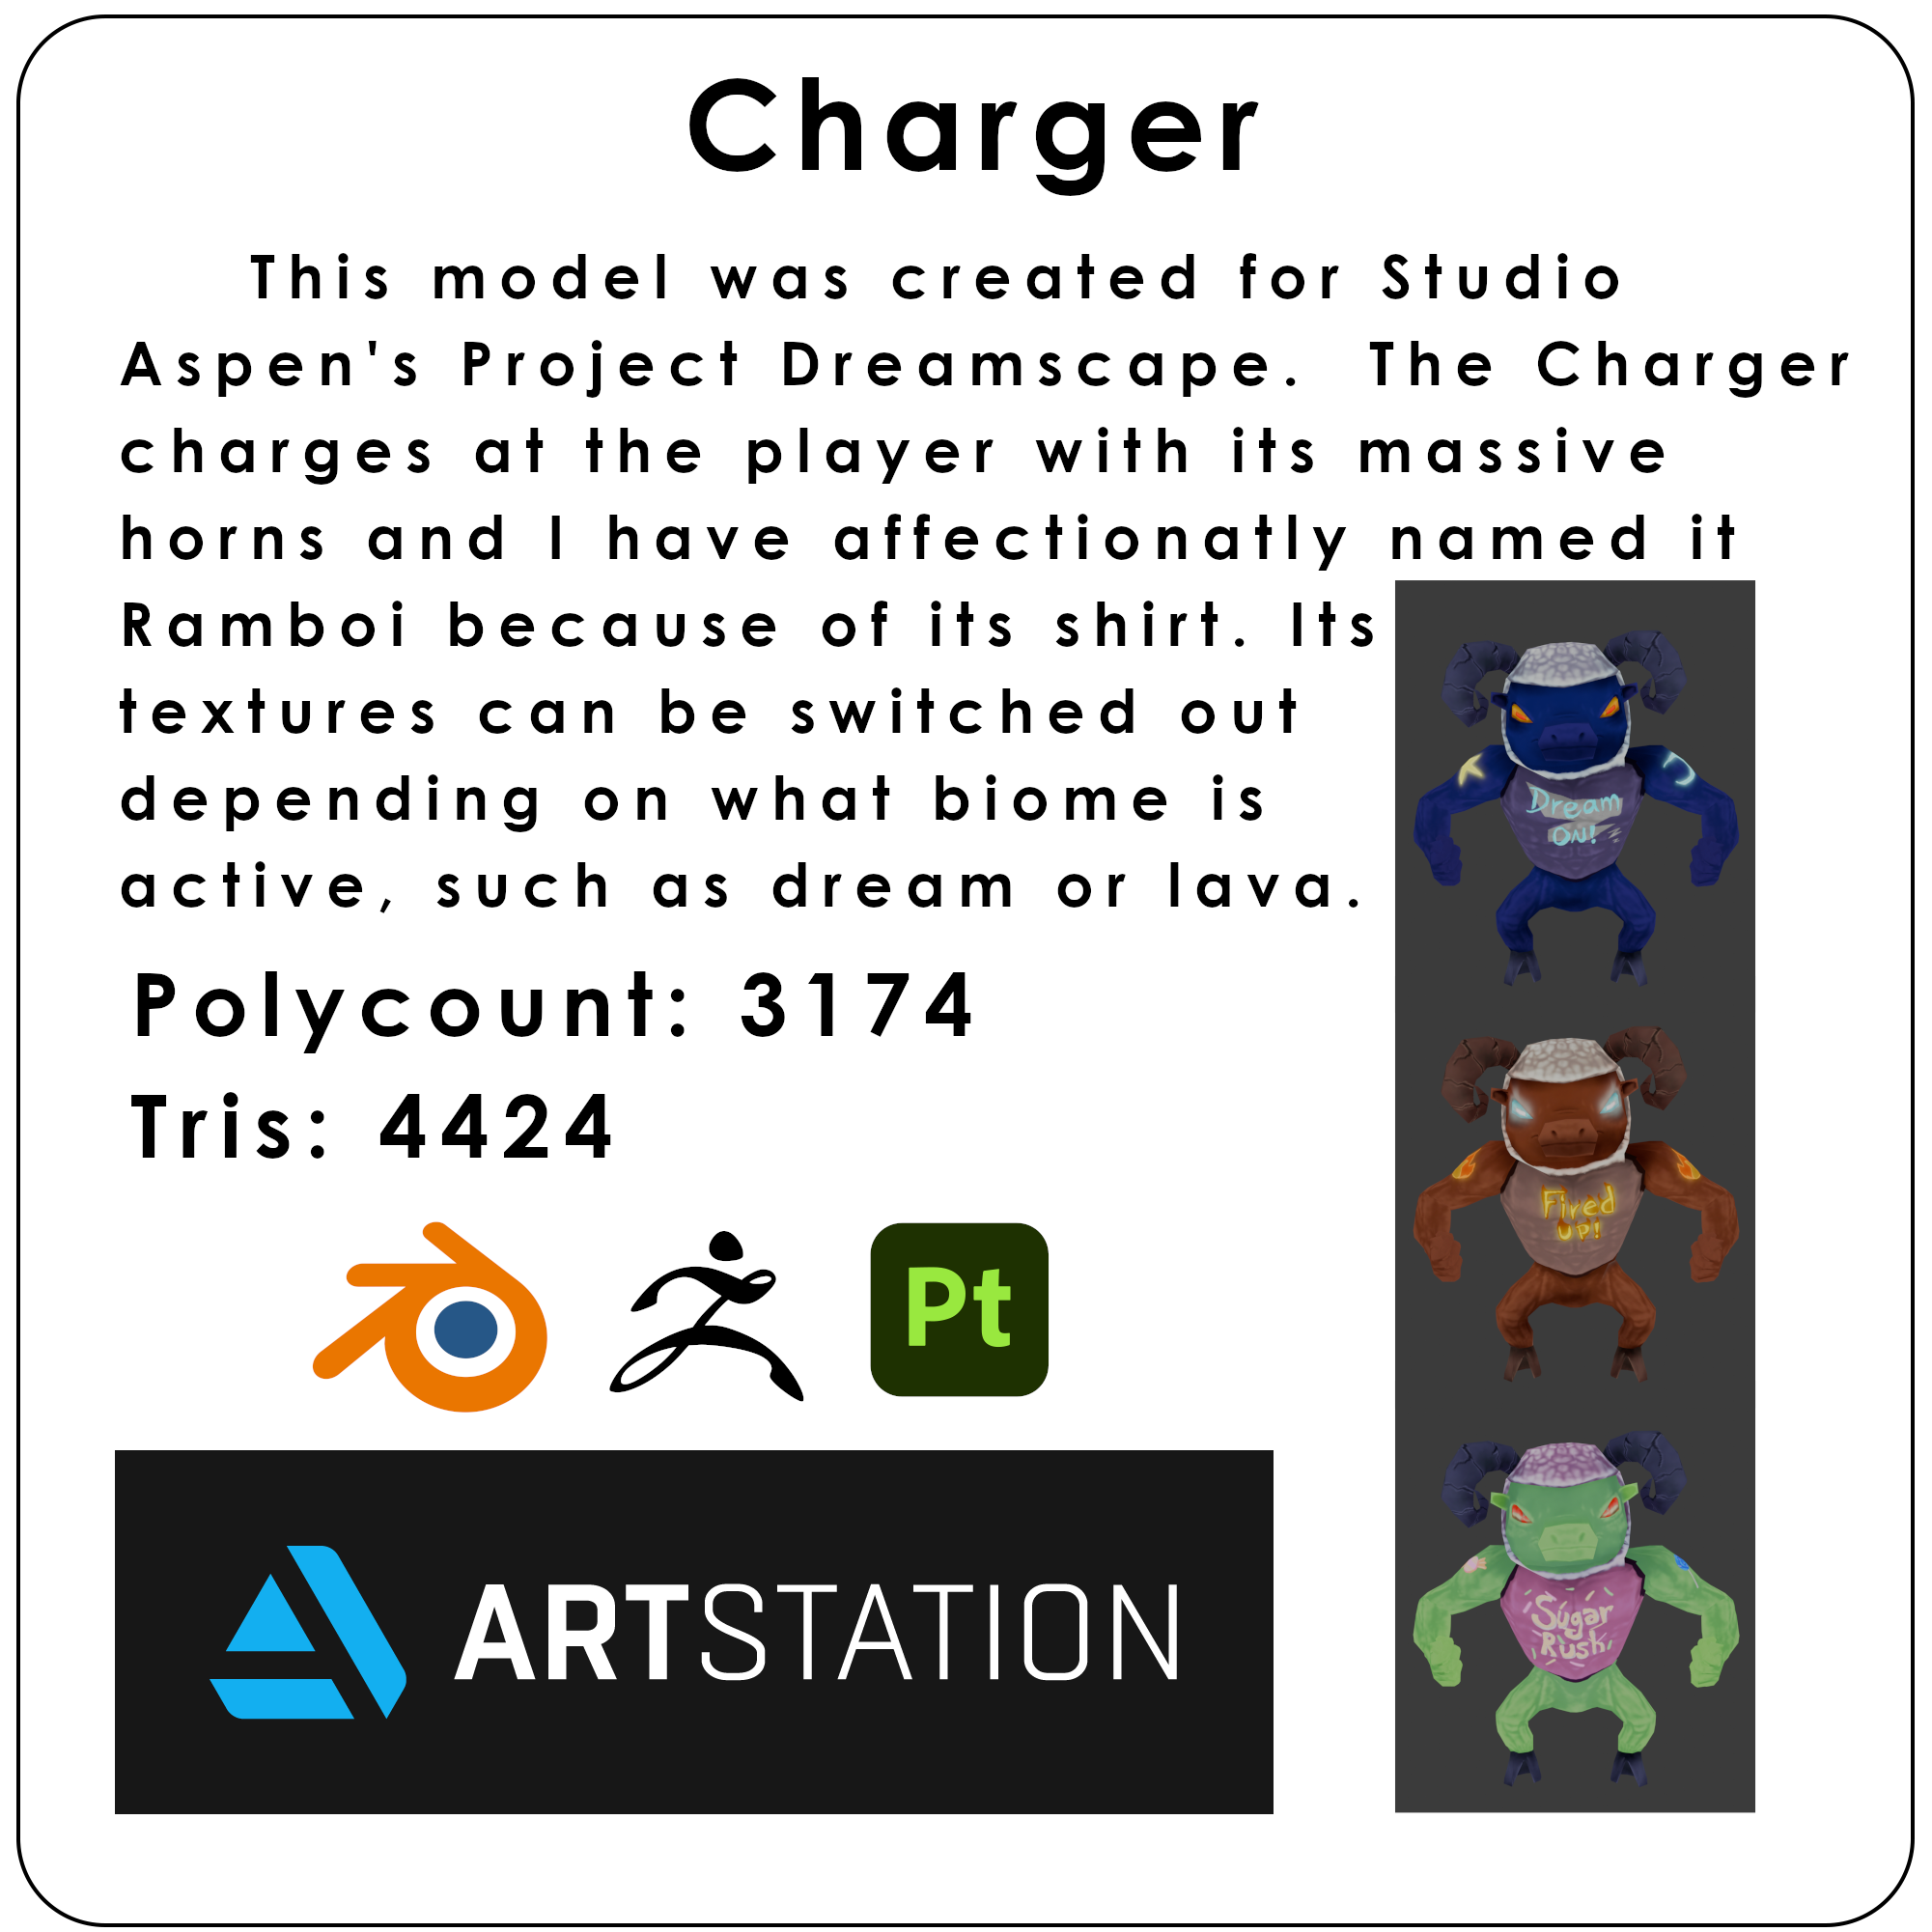 Charger
This model was created for Studio
Aspen's Project Dreamscape. The Charger
charges at the player with its massive
horns and I have affectionatly named it
Ramboi because of its shirt. Its
textures can be switched out
depending on what biome is
active, such as dream or lava.
Dream
ON!
Polycount: 3174
Tris: 4424
Fired
UP!
Pt
Sugar
Rush
ARTSTATION